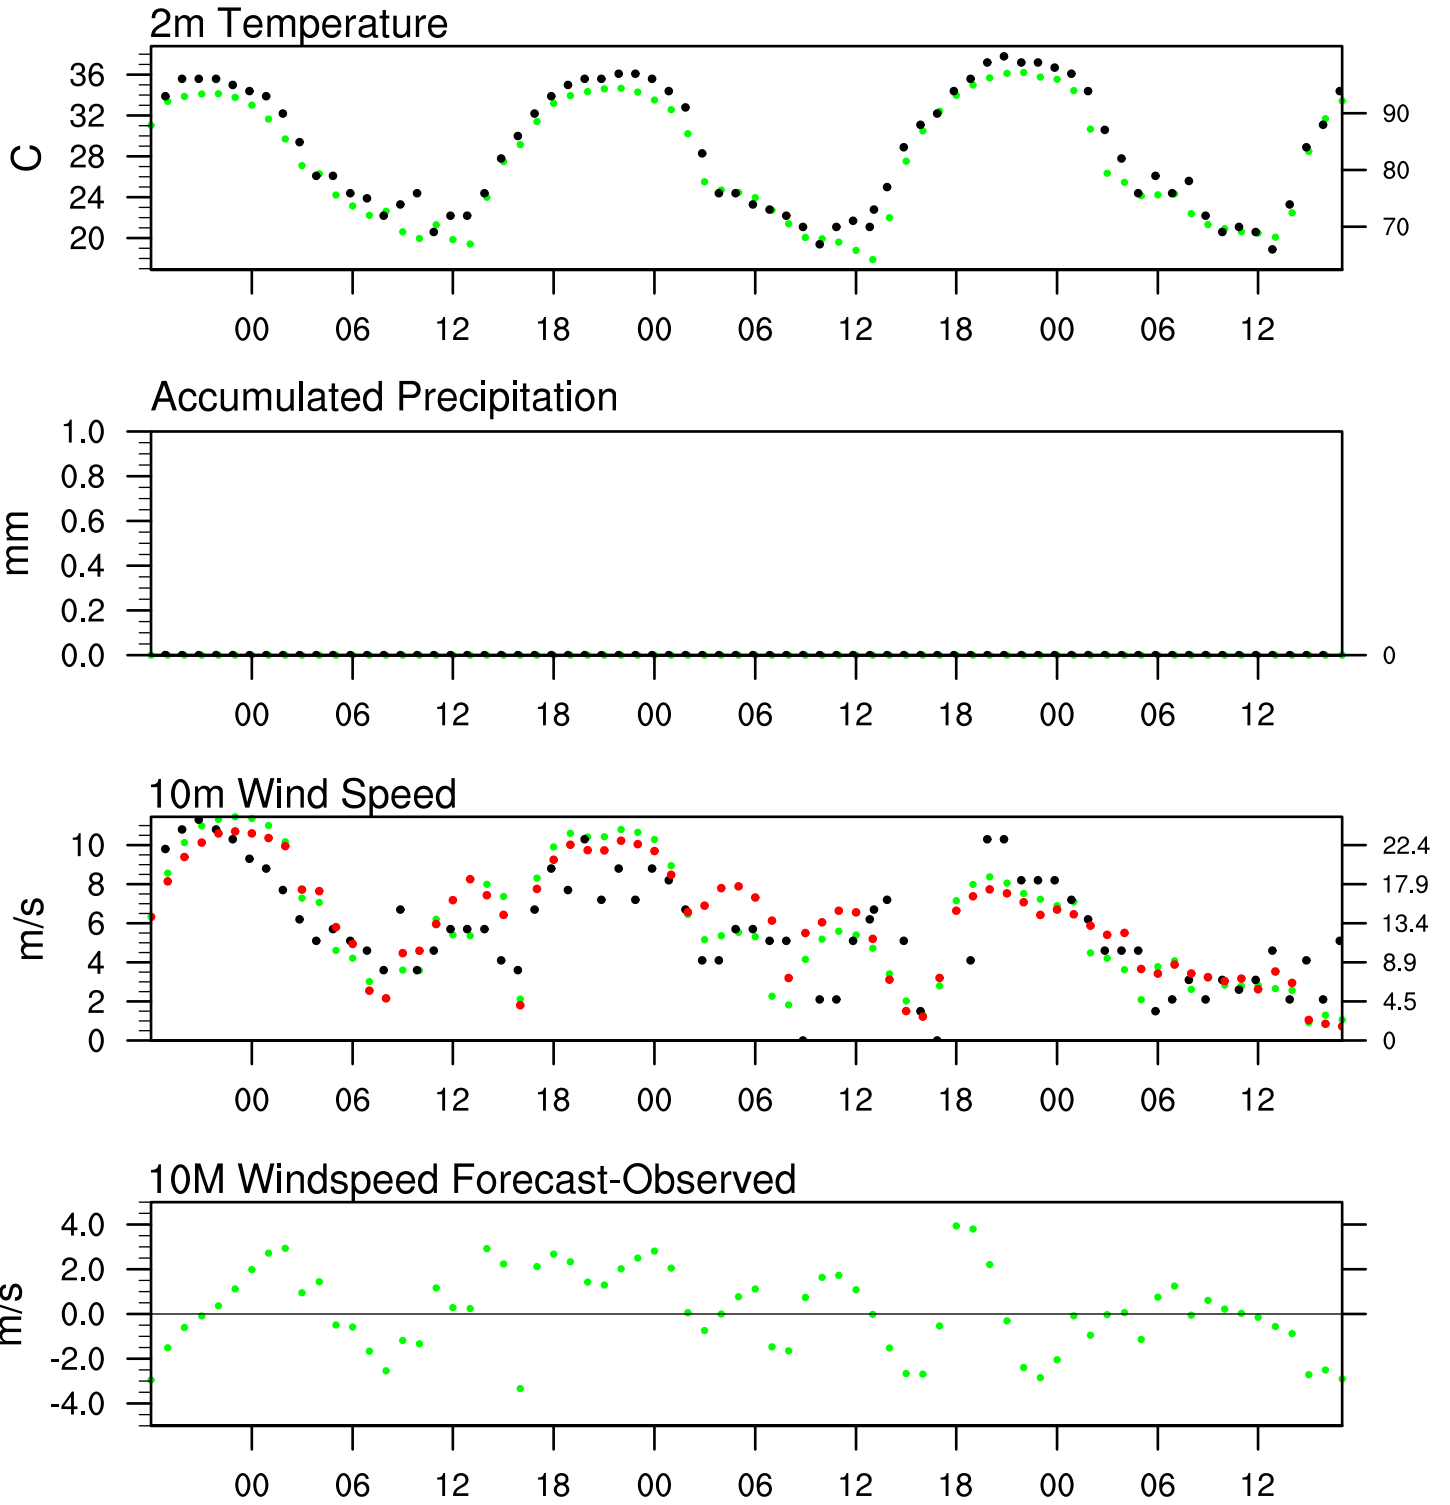 2m Temperature
C
36
32
28
24
20
90
80
70
00 06 12 18 00 06 12 18 00 06 12
Accumulated Precipitation
mm
1.0
0.8
0.6
0.4
0.2
0.0
0
00 06 12 18 00 06 12 18 00 06 12
10m Wind Speed
m/s
10
8
6
4
2
0
22.4
17.9
13.4
8.9
4.5
0
00 06 12 18 00 06 12 18 00 06 12
10M Windspeed Forecast-Observed
m/s
4.0
2.0
0.0
-2.0
-4.0
00 06 12 18 00 06 12 18 00 06 12